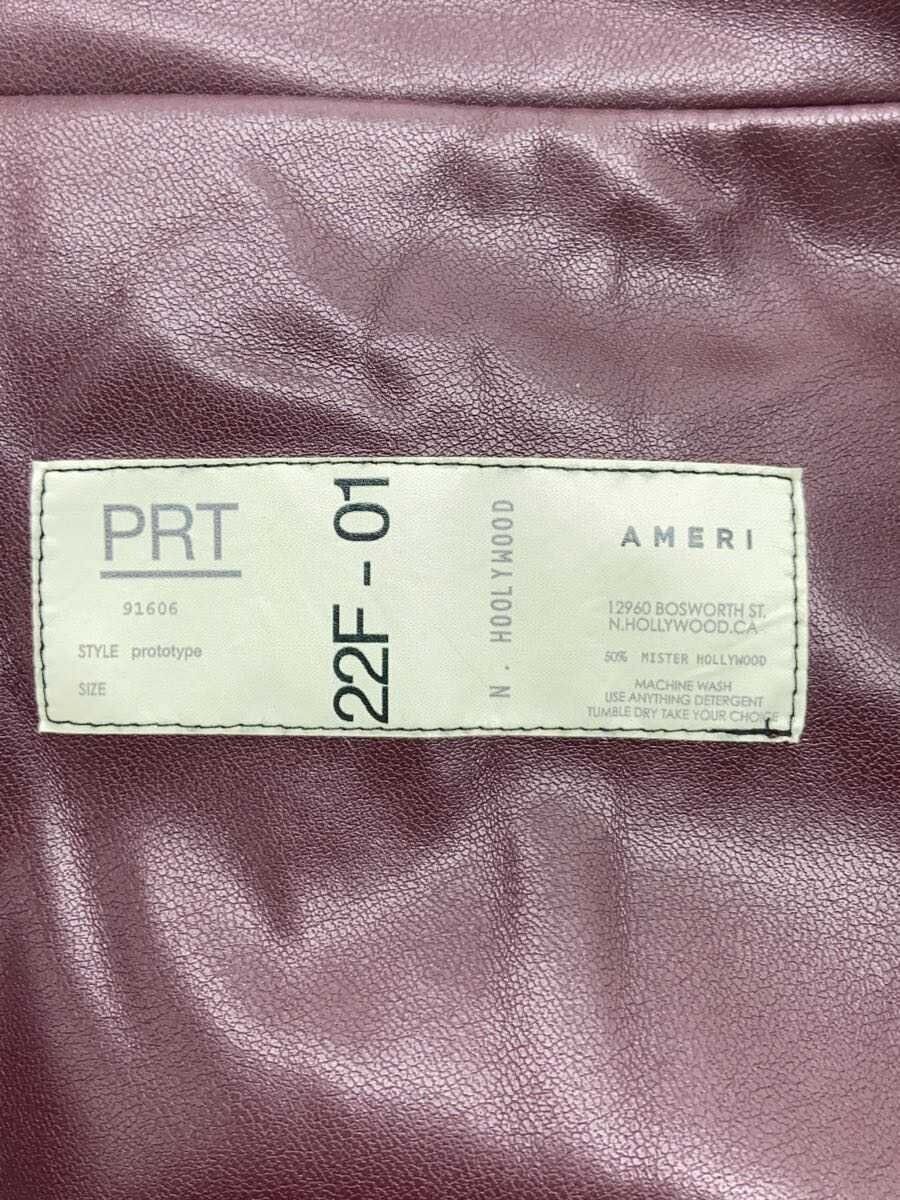 PRT
91606
STYLE prototype
SIZE
22F - 01
N. HOOLYWOOD
AMERI
12960 BOSWORTH ST.
N.HOLLYWOOD.CA
50% MISTER HOLLYWOOD
MACHINE WASH
USE ANYTHING DETERGENT
TUMBLE DRY TAKE YOUR CHOICE